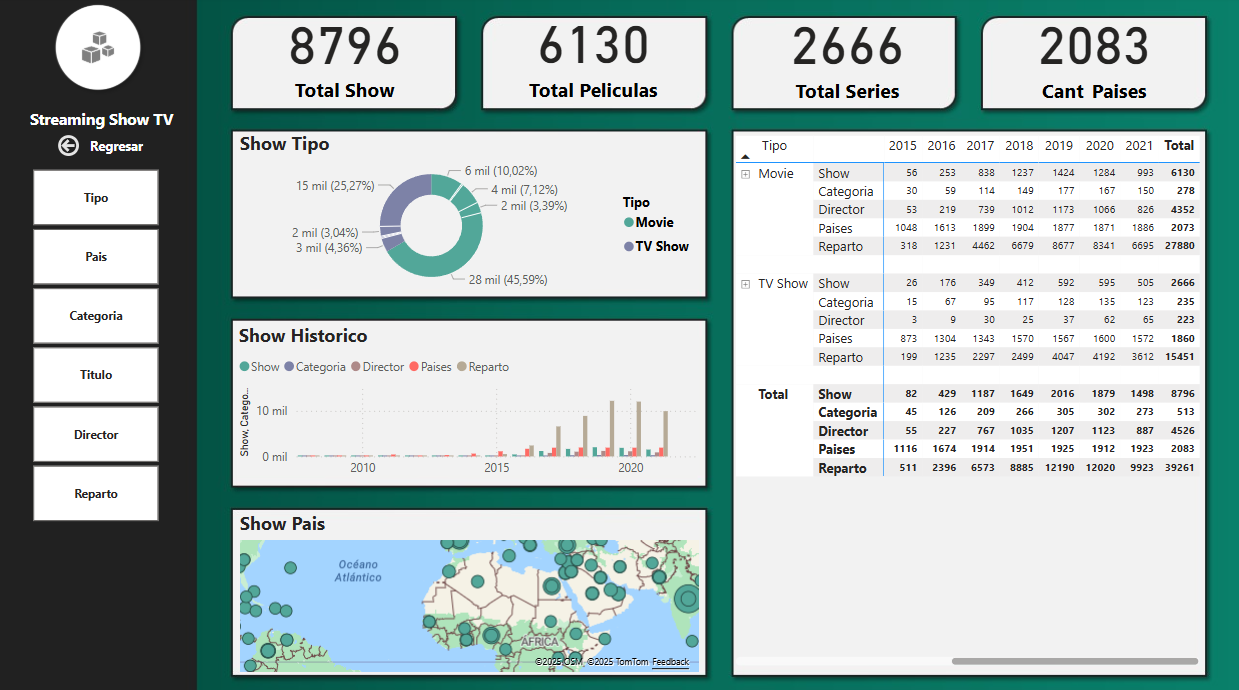 Streaming Show TV
Regresar
Tipo
Pais
Categoria
Titulo
Director
Reparto
8796
Total Show
6130
Total Peliculas
2666
Total Series
2083
Cant Paises
Show Tipo
6 mil (10,02%)
4 mil (7,12%)
2 mil (3,39%)
28 mil (45,59%)
3 mil (4,36%)
2 mil (3,04%)
15 mil (25,27%)
Tipo
Movie
TV Show
Show Historico
Show Categoria Director Paises Reparto
Show, Catego...
10 mil
0 mil
2010 2015 2020
Show Pais
Océano
Atlántico
ÁFRICA
©2025 OSM, ©2025 TomTom Feedback
Tipo 2015 2016 2017 2018 2019 2020 2021 Total
Movie Show 56 253 838 1237 1424 1284 993 6130
Categoria 30 59 114 149 177 167 150 278
Director 53 219 739 1012 1173 1066 826 4352
Paises 1048 1613 1899 1904 1877 1871 1886 2073
Reparto 318 1231 4462 6679 8677 8341 6695 27880
TV Show Show 26 176 349 412 592 595 505 2666
Categoria 15 67 95 117 128 135 123 235
Director 3 9 30 25 37 62 65 223
Paises 873 1304 1343 1570 1567 1600 1572 1860
Reparto 199 1235 2297 2499 4047 4192 3612 15451
Total Show 82 429 1187 1649 2016 1879 1498 8796
Categoria 45 126 209 266 305 302 273 513
Director 55 227 767 1035 1207 1123 887 4526
Paises 1116 1674 1914 1951 1925 1912 1923 2083
Reparto 511 2396 6573 8885 12190 12020 9923 39261